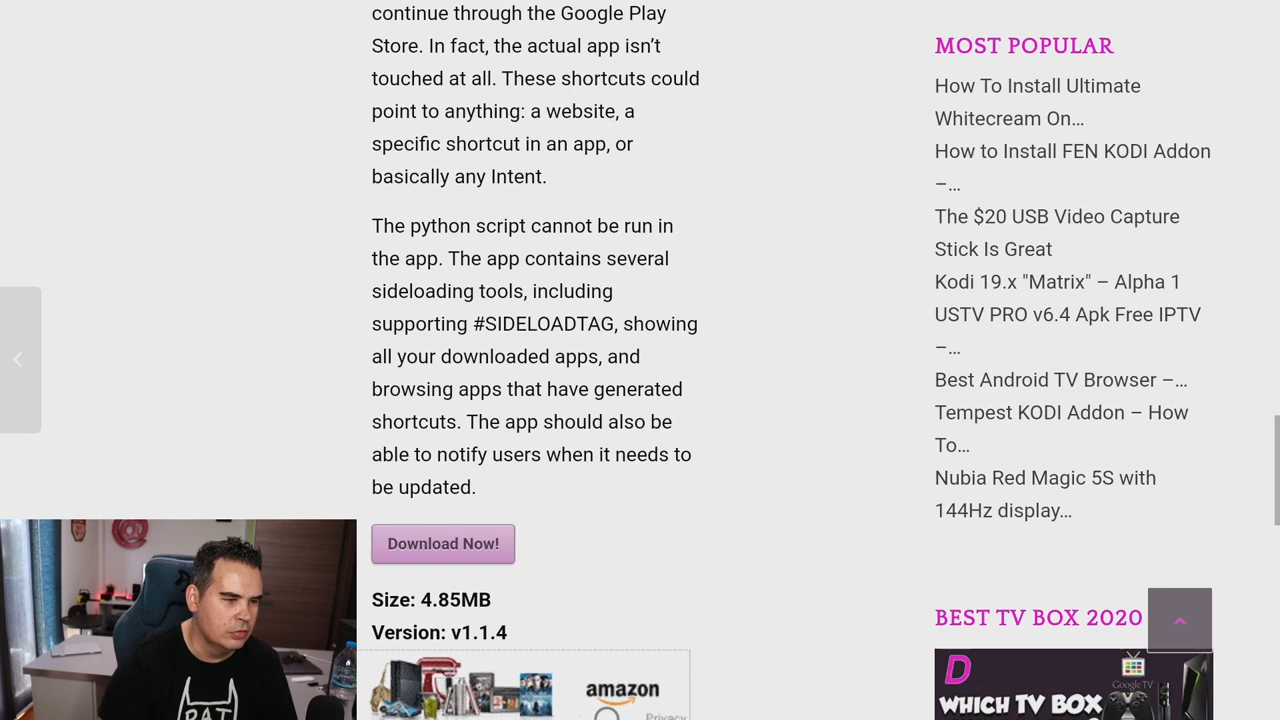 continue through the Google Play
Store. In fact, the actual app isn’t
touched at all. These shortcuts could
point to anything: a website, a
specific shortcut in an app, or
basically any Intent.
The python script cannot be run in
the app. The app contains several
sideloading tools, including
supporting #SIDELOADTAG, showing
all your downloaded apps, and
browsing apps that have generated
shortcuts. The app should also be
able to notify users when it needs to
be updated.
Download Now!
Size: 4.85MB
Version: v1.1.4
amazon
Privacy
MOST POPULAR
How To Install Ultimate
Whitecream On…
How to Install FEN KODI Addon
–…
The $20 USB Video Capture
Stick Is Great
Kodi 19.x "Matrix" – Alpha 1
USTV PRO v6.4 Apk Free IPTV
–…
Best Android TV Browser –…
Tempest KODI Addon – How
To…
Nubia Red Magic 5S with
144Hz display…
BEST TV BOX 2020
D
Google TV
WHICH TV BOX